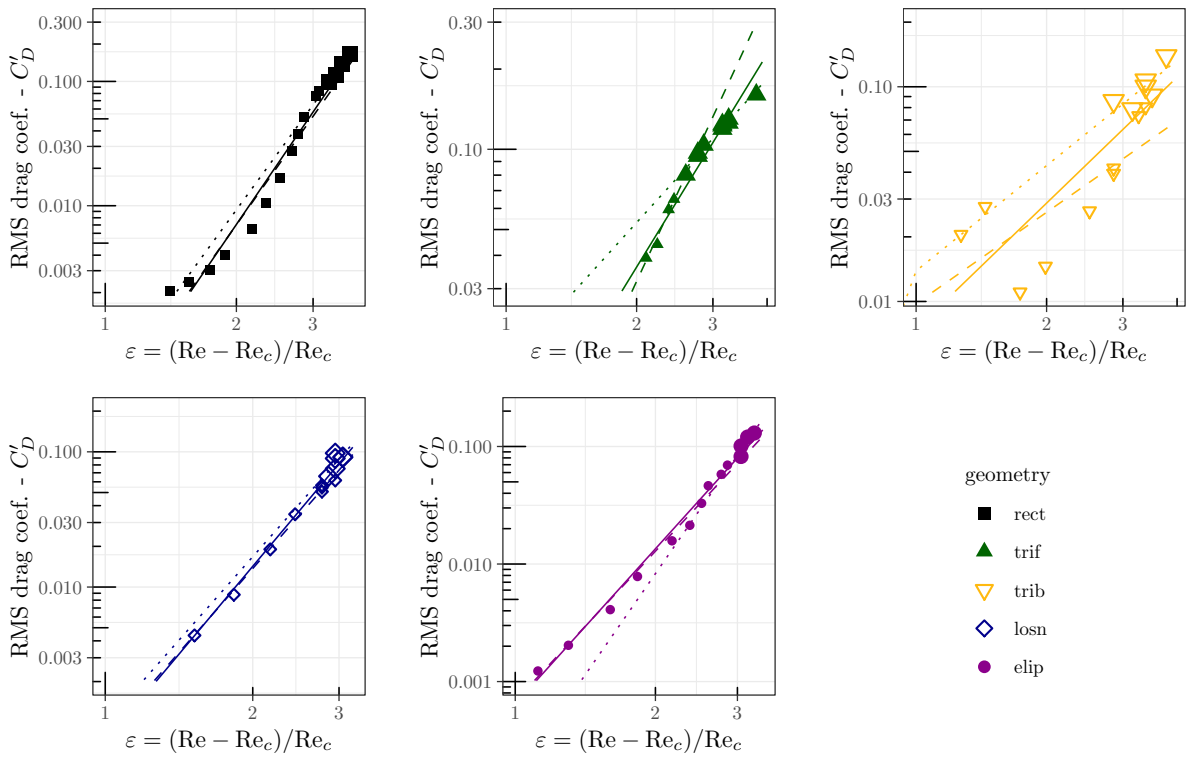 RMS drag coef. - C′_D
0.300
0.100
0.030
0.010
0.003
1 2 3
ε = (Re − Re_c)/Re_c
RMS drag coef. - C′_D
0.30
0.10
0.03
1 2 3
ε = (Re − Re_c)/Re_c
RMS drag coef. - C′_D
0.10
0.03
0.01
1 2 3
ε = (Re − Re_c)/Re_c
RMS drag coef. - C′_D
0.100
0.030
0.010
0.003
1 2 3
ε = (Re − Re_c)/Re_c
RMS drag coef. - C′_D
0.100
0.010
0.001
1 2 3
ε = (Re − Re_c)/Re_c
geometry
rect
trif
trib
losn
elip